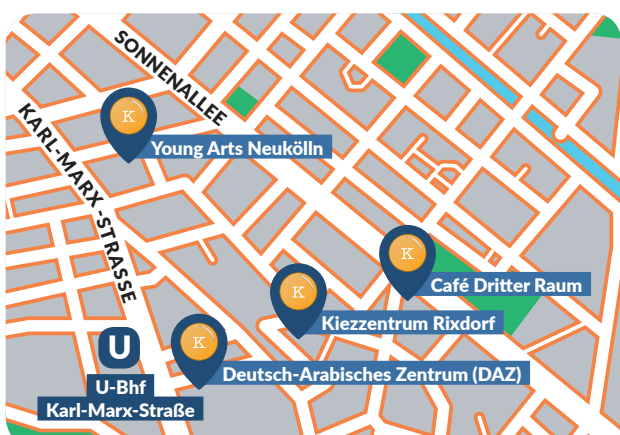 SONNENALLEE
KARL-MARX-STRASSE
K
Young Arts Neukölln
K
Café Dritter Raum
K
Kiezzentrum Rixdorf
K
Deutsch-Arabisches Zentrum (DAZ)
U
U-Bhf
Karl-Marx-Straße